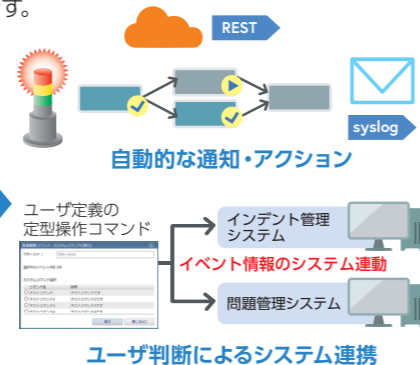 す。
REST
syslog
自動的な通知・アクション
ユーザ定義の
定型操作コマンド
インデント管理
システム
イベント情報のシステム連動
問題管理システム
ユーザ判断によるシステム連携